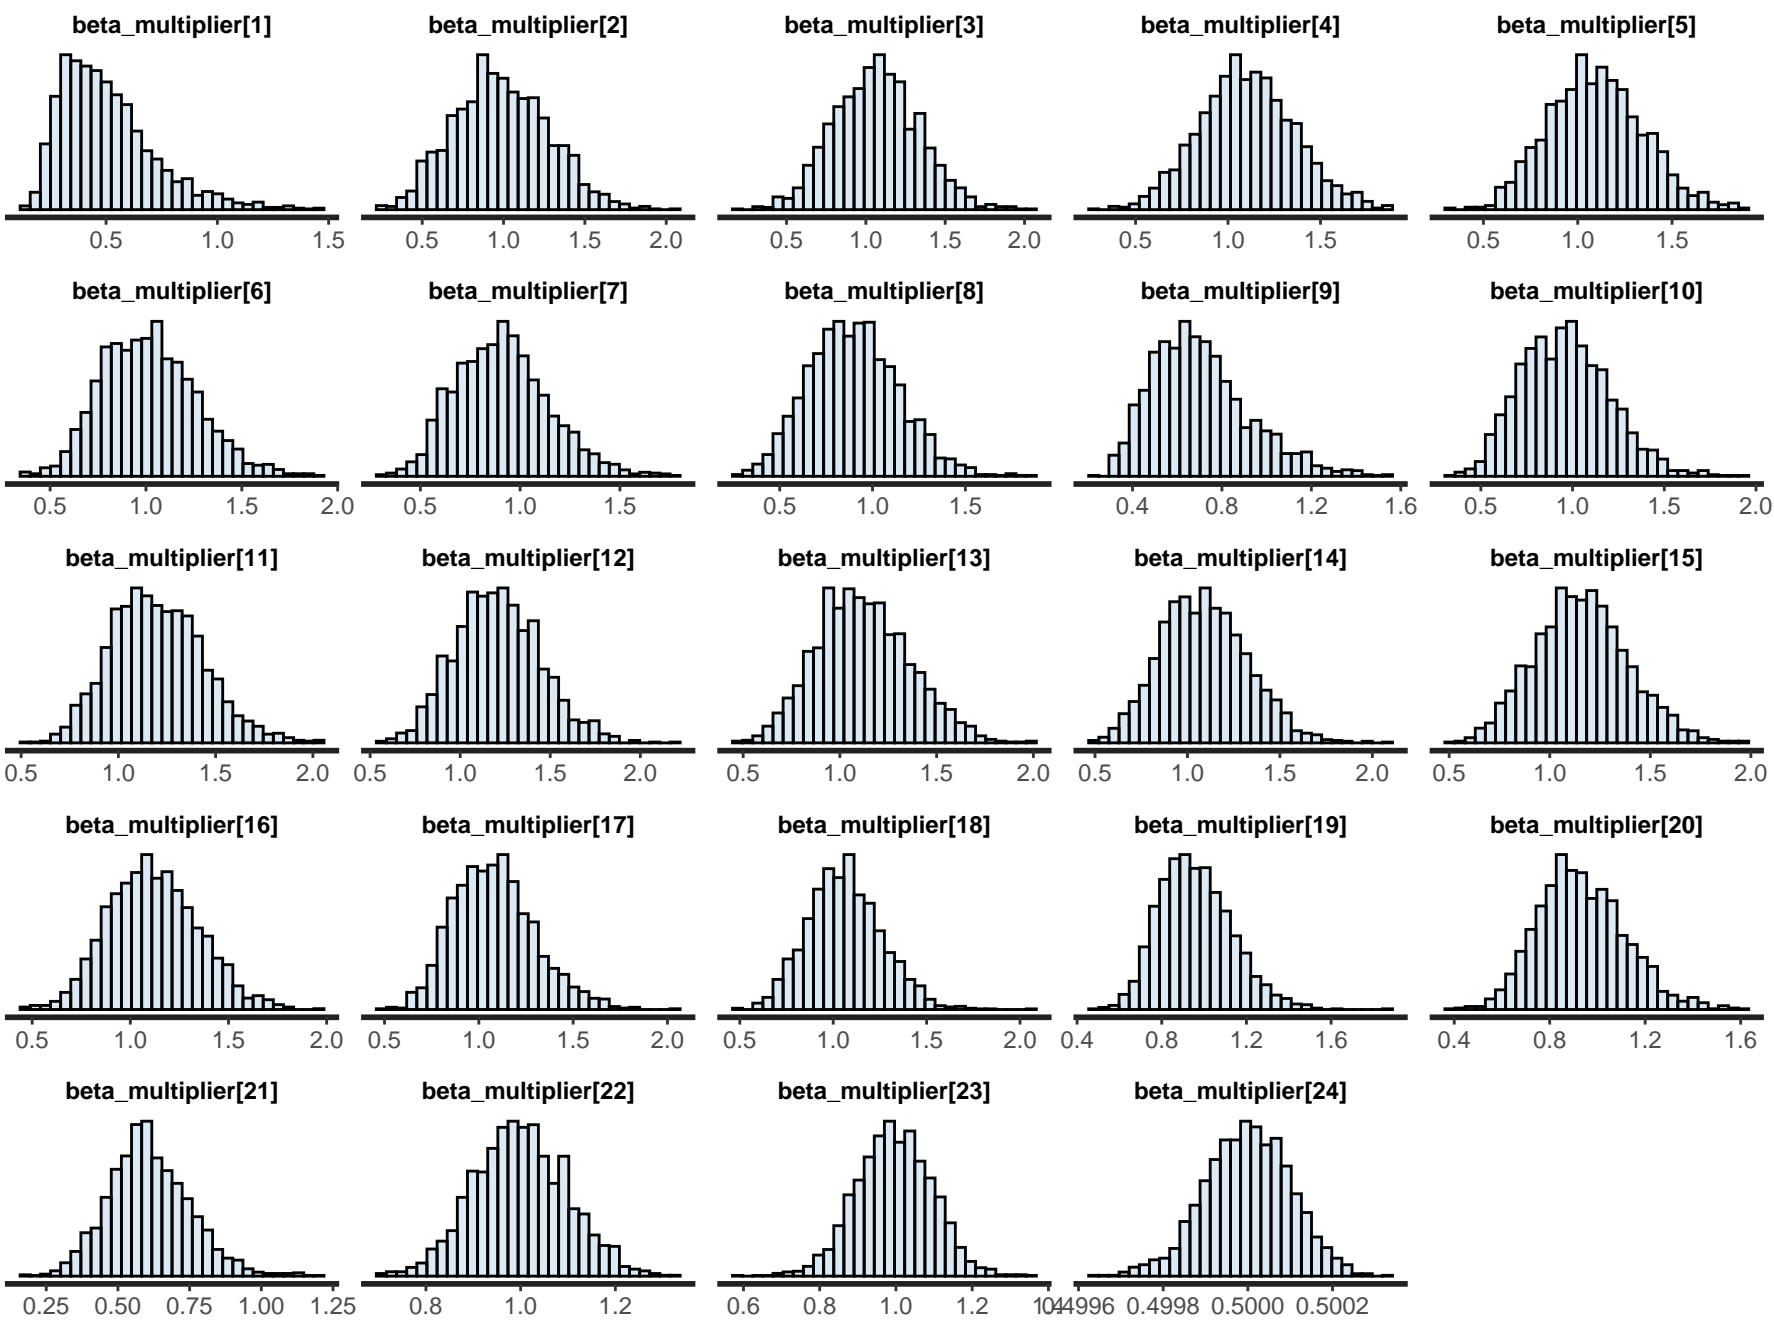 beta_multiplier[1] beta_multiplier[2] beta_multiplier[3] beta_multiplier[4] beta_multiplier[5]
0.5 1.0 1.5 0.5 1.0 1.5 2.0 0.5 1.0 1.5 2.0 0.5 1.0 1.5 0.5 1.0 1.5
beta_multiplier[6] beta_multiplier[7] beta_multiplier[8] beta_multiplier[9] beta_multiplier[10]
0.5 1.0 1.5 2.0 0.5 1.0 1.5 0.5 1.0 1.5 0.4 0.8 1.2 1.6 0.5 1.0 1.5 2.0
beta_multiplier[11] beta_multiplier[12] beta_multiplier[13] beta_multiplier[14] beta_multiplier[15]
0.5 1.0 1.5 2.0 0.5 1.0 1.5 2.0 0.5 1.0 1.5 2.0 0.5 1.0 1.5 2.0 0.5 1.0 1.5 2.0
beta_multiplier[16] beta_multiplier[17] beta_multiplier[18] beta_multiplier[19] beta_multiplier[20]
0.5 1.0 1.5 2.0 0.5 1.0 1.5 2.0 0.5 1.0 1.5 2.0 0.4 0.8 1.2 1.6 0.4 0.8 1.2 1.6
beta_multiplier[21] beta_multiplier[22] beta_multiplier[23] beta_multiplier[24]
0.25 0.50 0.75 1.00 1.25 0.8 1.0 1.2 0.6 0.8 1.0 1.2 0.4998 0.5000 0.5002